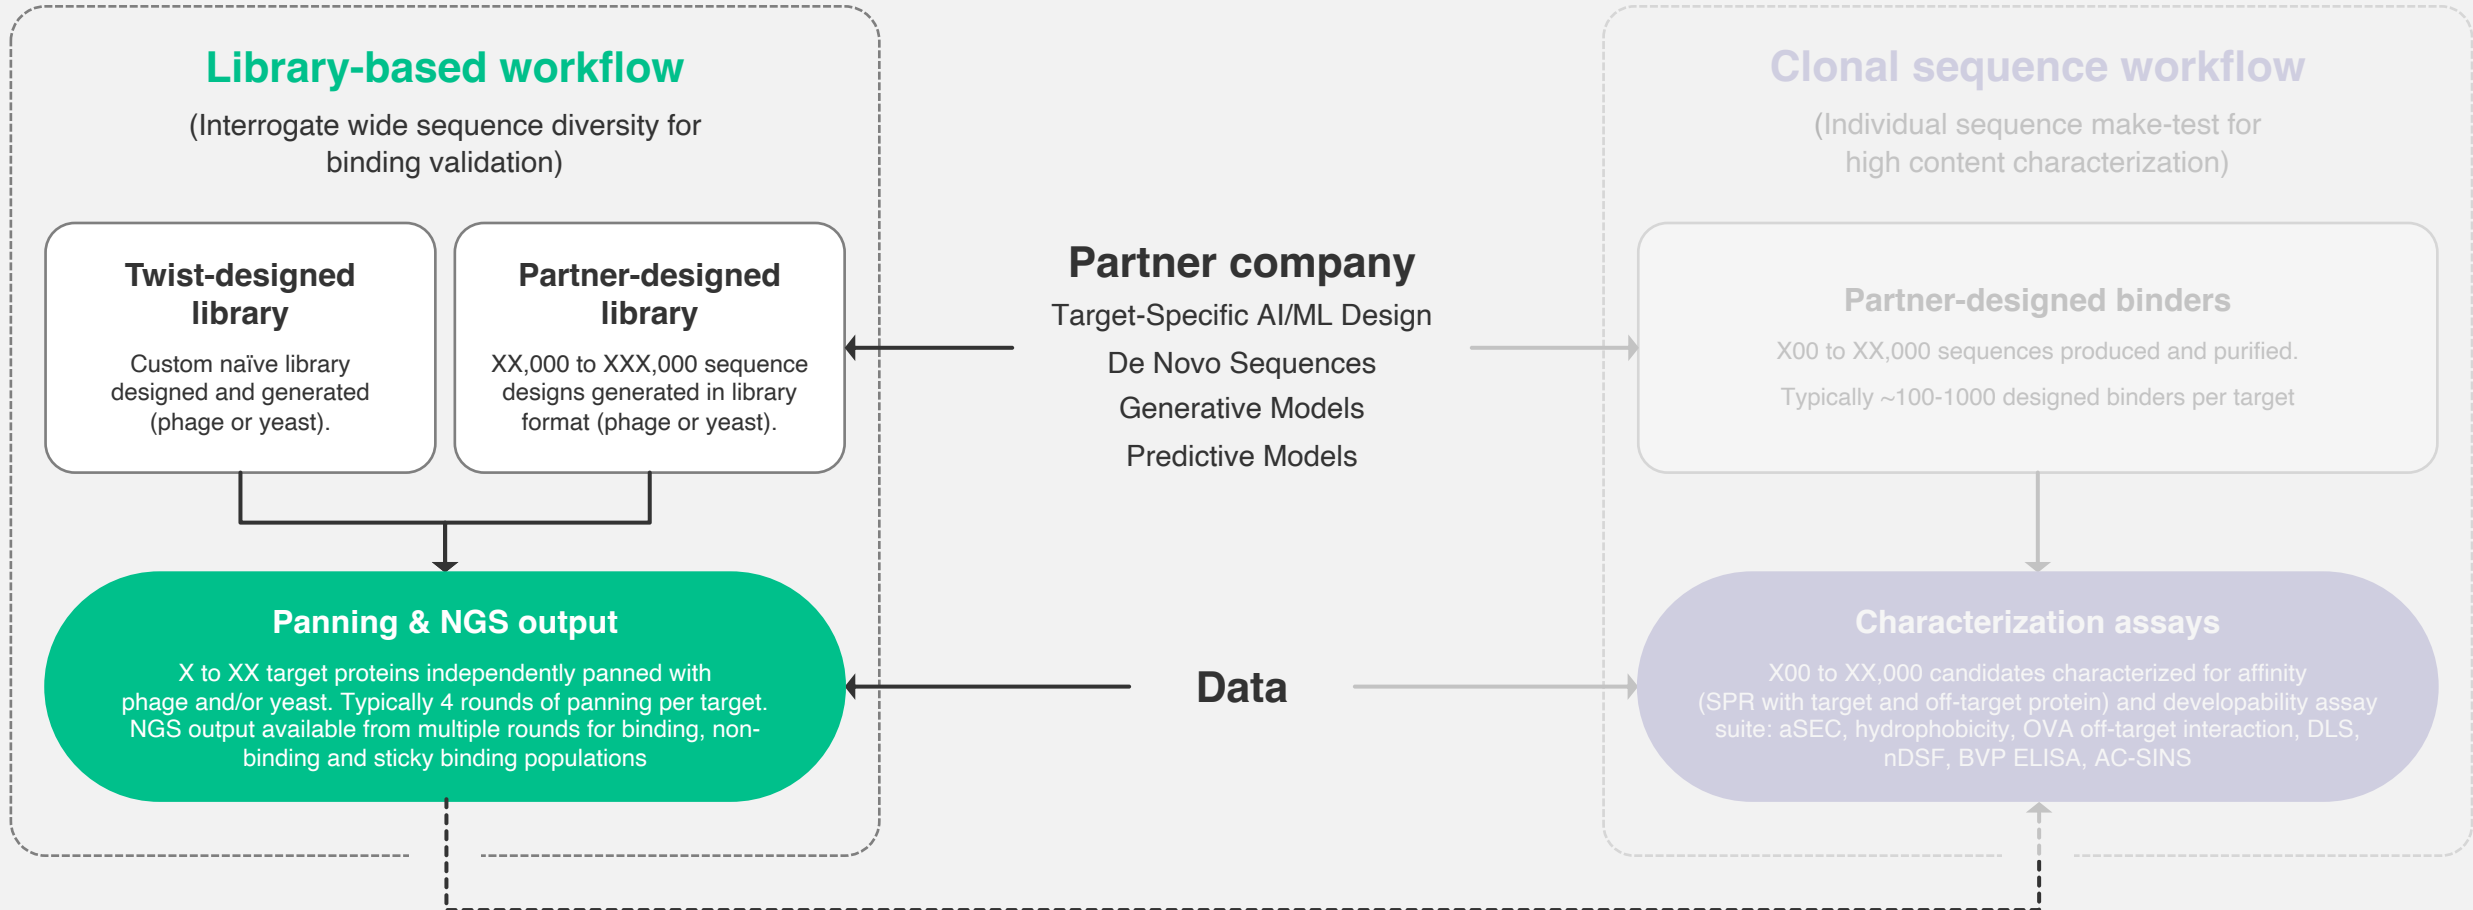 Library-based workflow
(Interrogate wide sequence diversity for
binding validation)
Twist-designed
library
Custom naïve library
designed and generated
(phage or yeast).
Partner-designed
library
XX,000 to XXX,000 sequence
designs generated in library
format (phage or yeast).
Panning & NGS output
X to XX target proteins independently panned with
phage and/or yeast. Typically 4 rounds of panning per target.
NGS output available from multiple rounds for binding, non-
binding and sticky binding populations
Partner company
Target-Specific AI/ML Design
De Novo Sequences
Generative Models
Predictive Models
Data
Clonal sequence workflow
(Individual sequence make-test for
high content characterization)
Partner-designed binders
X00 to XX,000 sequences produced and purified.
Typically ~100-1000 designed binders per target
Characterization assays
X00 to XX,000 candidates characterized for affinity
(SPR with target and off-target protein) and developability assay
suite: aSEC, hydrophobicity, OVA off-target interaction, DLS,
nDSF, BVP ELISA, AC-SINS